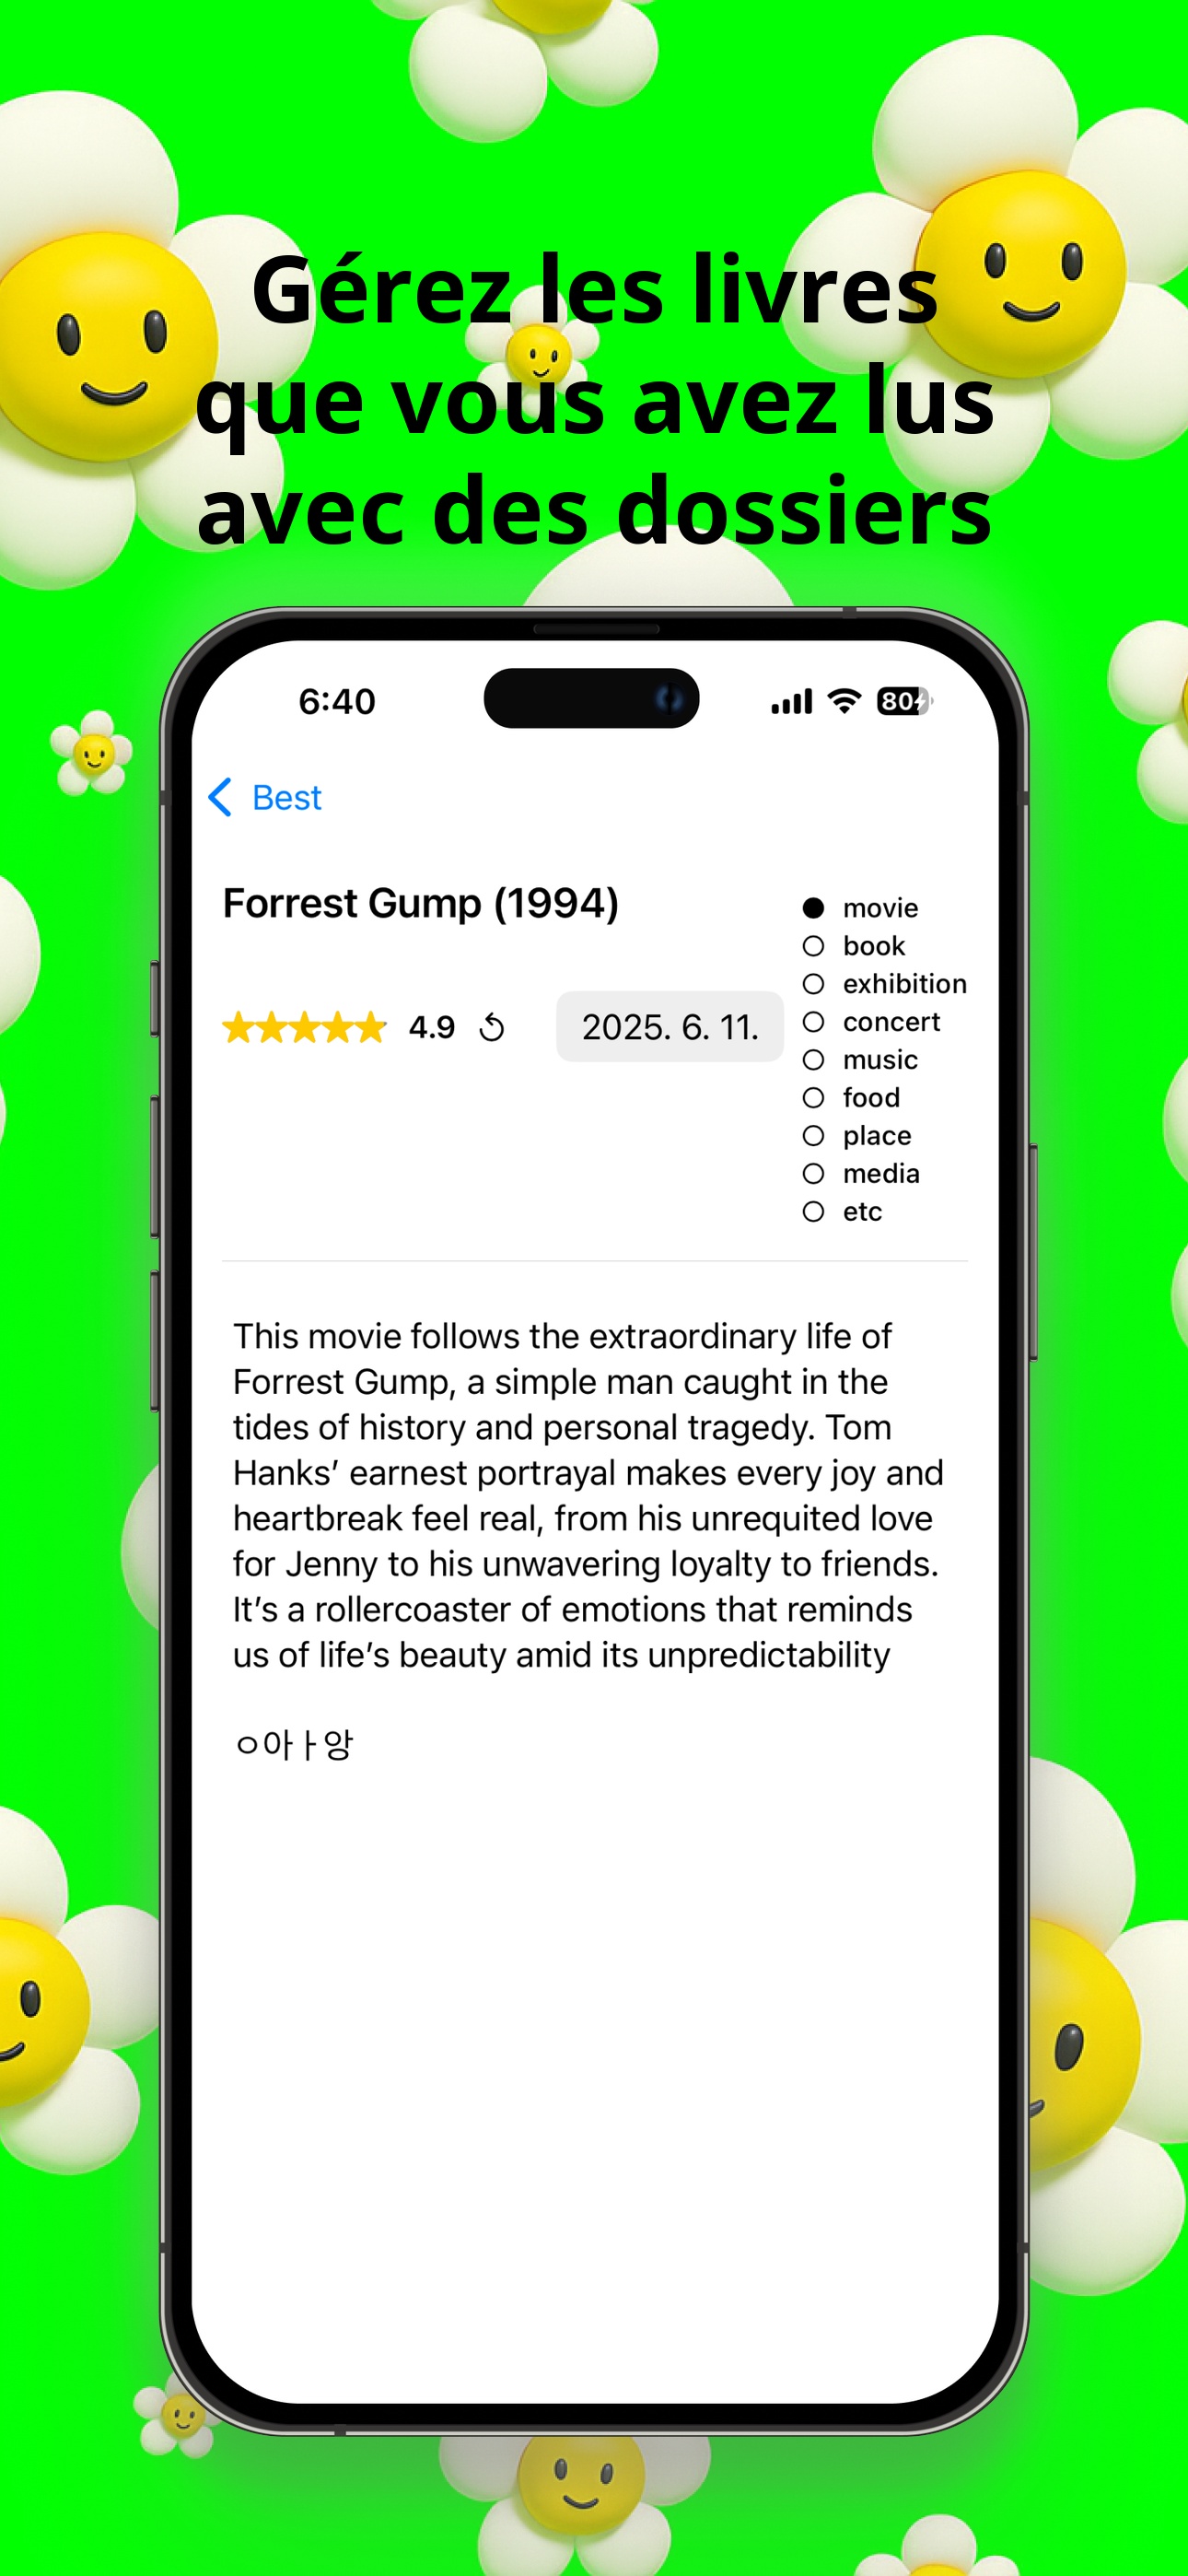 Gérez les livres
que vous avez lus
avec des dossiers
6:40
80
Best
Forrest Gump (1994)
4.9
2025. 6. 11.
movie
book
exhibition
concert
music
food
place
media
etc
This movie follows the extraordinary life of
Forrest Gump, a simple man caught in the
tides of history and personal tragedy. Tom
Hanks’ earnest portrayal makes every joy and
heartbreak feel real, from his unrequited love
for Jenny to his unwavering loyalty to friends.
It’s a rollercoaster of emotions that reminds
us of life’s beauty amid its unpredictability
ㅇ아ㅏ앙